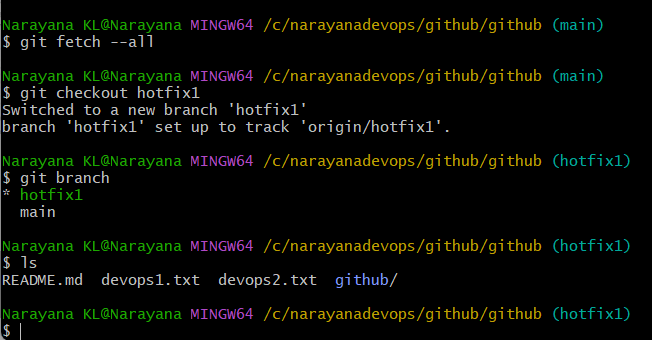 Narayana KL@Narayana MINGW64 /c/narayanadevops/github/github (main)
$ git fetch --all
Narayana KL@Narayana MINGW64 /c/narayanadevops/github/github (main)
$ git checkout hotfix1
Switched to a new branch 'hotfix1'
branch 'hotfix1' set up to track 'origin/hotfix1'.
Narayana KL@Narayana MINGW64 /c/narayanadevops/github/github (hotfix1)
$ git branch
* hotfix1
  main
Narayana KL@Narayana MINGW64 /c/narayanadevops/github/github (hotfix1)
$ ls
README.md  devops1.txt  devops2.txt  github/
Narayana KL@Narayana MINGW64 /c/narayanadevops/github/github (hotfix1)
$